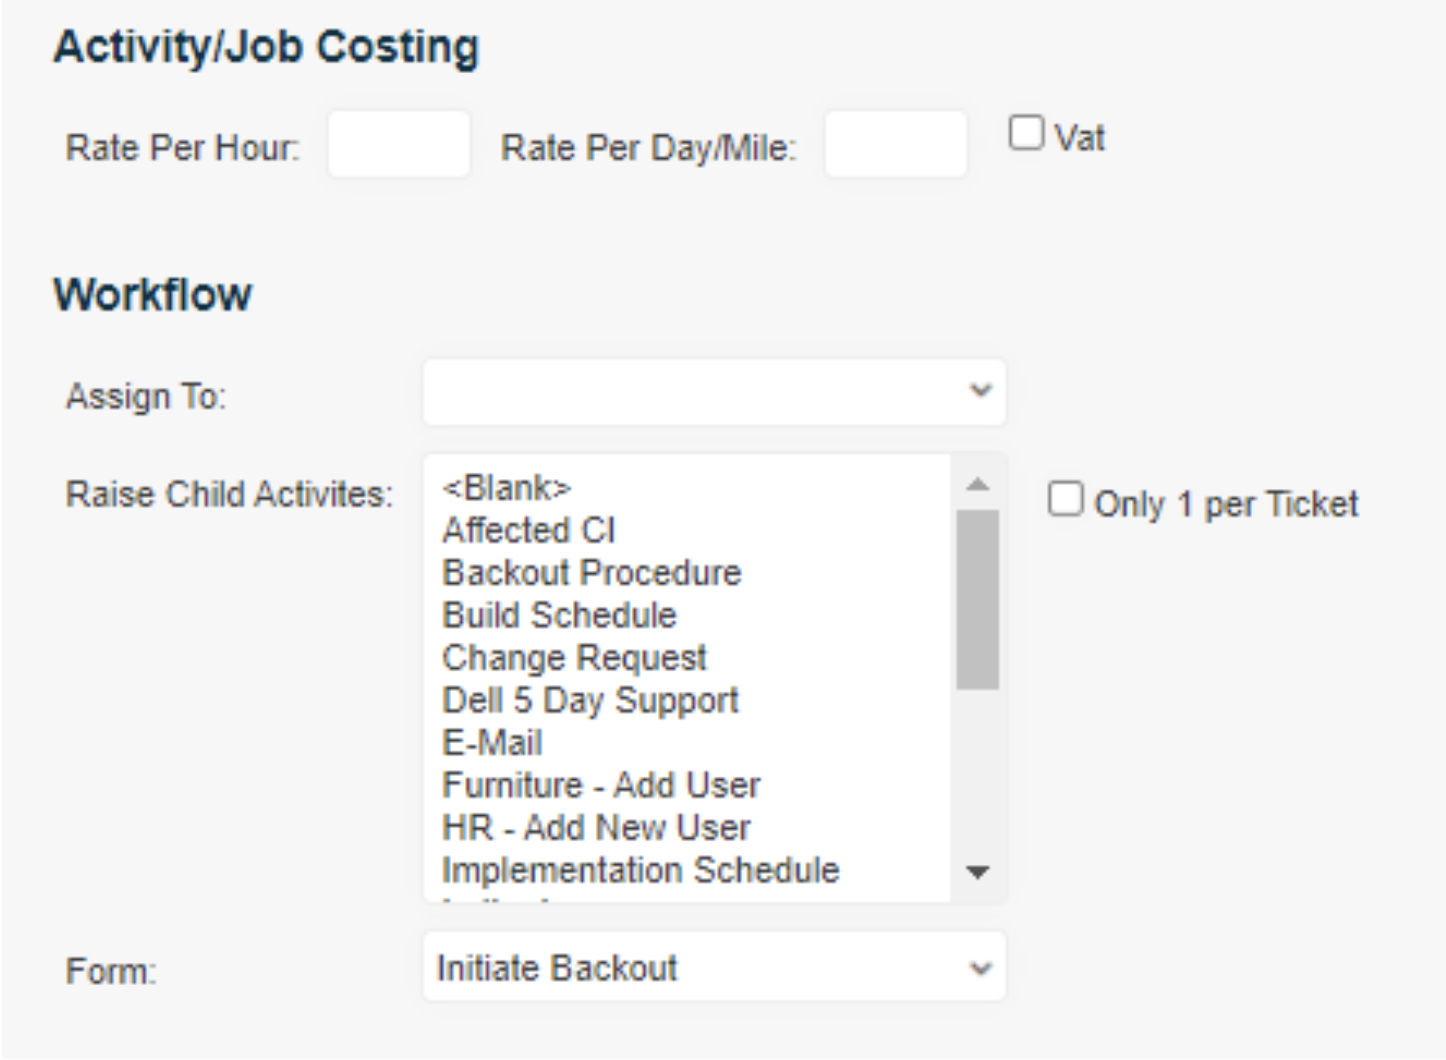 Activity/Job Costing
Rate Per Hour: Rate Per Day/Mile: Vat
Workflow
Assign To:
Raise Child Activites: <Blank> Only 1 per Ticket
Affected CI
Backout Procedure
Build Schedule
Change Request
Dell 5 Day Support
E-Mail
Furniture - Add User
HR - Add New User
Implementation Schedule
Form: Initiate Backout